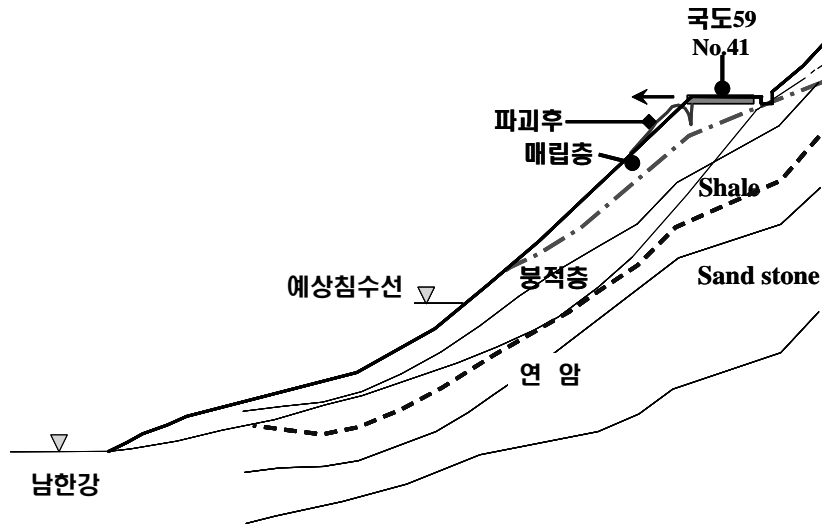 국도59
No.41
파괴후
매립층
Shale
예상침수선
붕적층
Sand stone
연 암
남한강